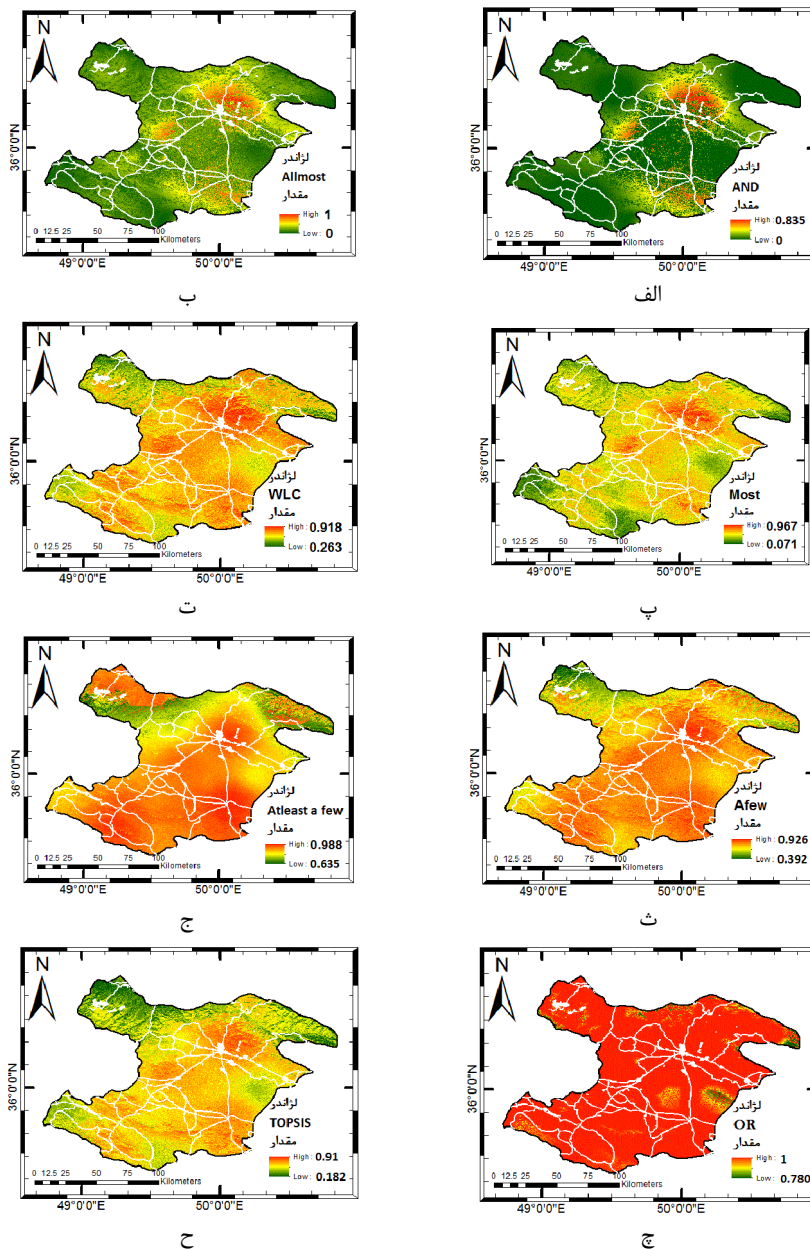 N
36°0'0"N
لژاندر
AND
مقدار
High : 0.835
Low : 0
0 12.5 25 50 75 100
Kilometers
49°0'0"E 50°0'0"E
الف
N
36°0'0"N
لژاندر
Allmost
مقدار
High 1
Low : 0
0 12.5 25 50 75 100
Kilometers
49°0'0"E 50°0'0"E
ب
N
36°0'0"N
لژاندر
Most
مقدار
High : 0.967
Low : 0.071
0 12.5 25 50 75 100
Kilometers
49°0'0"E 50°0'0"E
پ
N
36°0'0"N
لژاندر
WLC
مقدار
High : 0.918
Low : 0.263
0 12.5 25 50 75 100
Kilometers
49°0'0"E 50°0'0"E
ت
N
36°0'0"N
لژاندر
Afew
مقدار
High : 0.926
Low : 0.392
0 12.5 25 50 75 100
Kilometers
49°0'0"E 50°0'0"E
ث
N
36°0'0"N
لژاندر
Atleast a few
مقدار
High : 0.988
Low : 0.635
0 12.5 25 50 75 100
Kilometers
49°0'0"E 50°0'0"E
ج
N
36°0'0"N
لژاندر
OR
مقدار
High : 1
Low : 0.780
0 12.5 25 50 75 100
Kilometers
49°0'0"E 50°0'0"E
چ
N
36°0'0"N
لژاندر
TOPSIS
مقدار
High : 0.91
Low : 0.182
0 12.5 25 50 75 100
Kilometers
49°0'0"E 50°0'0"E
ح